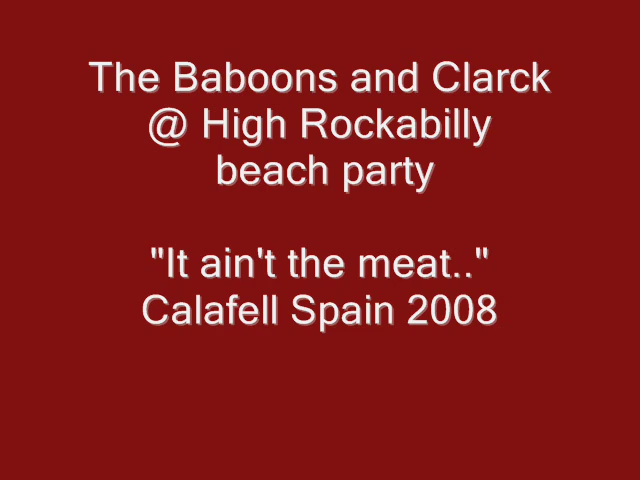 The Baboons and Clarck
@ High Rockabilly
beach party
"It ain't the meat.."
Calafell Spain 2008